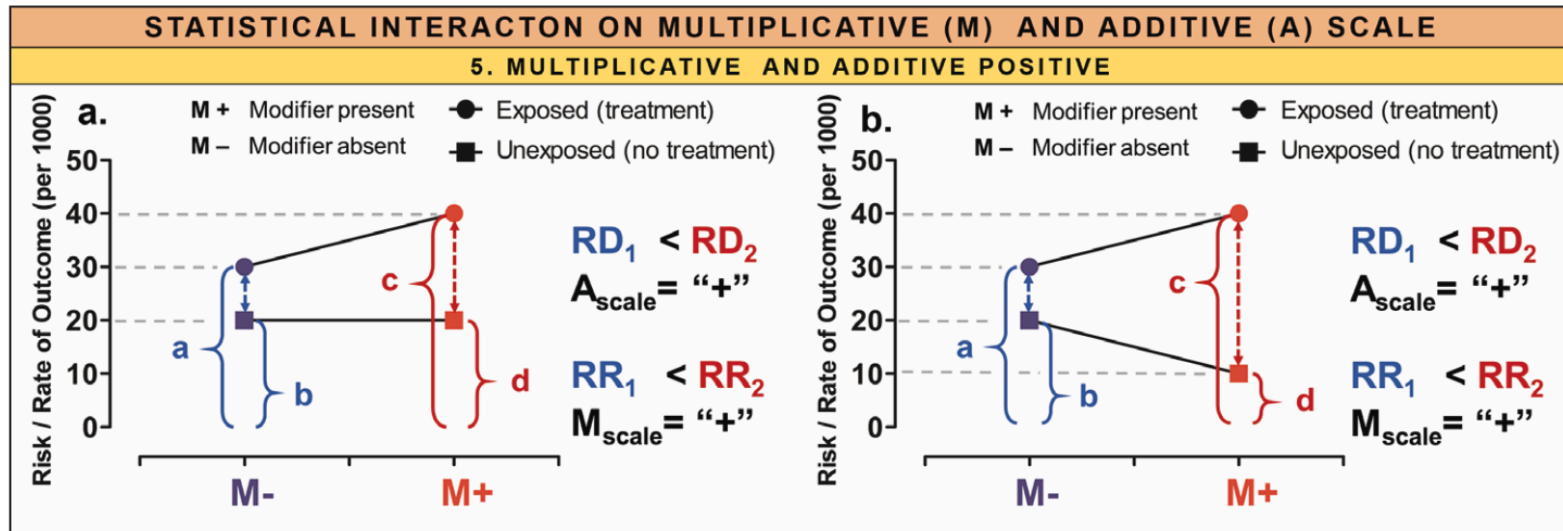 STATISTICAL INTERACTON ON MULTIPLICATIVE (M) AND ADDITIVE (A) SCALE
5. MULTIPLICATIVE AND ADDITIVE POSITIVE
a.
M + Modifier present
M – Modifier absent
Exposed (treatment)
Unexposed (no treatment)
Risk / Rate of Outcome (per 1000)
50
40
30
20
10
0
a
b
c
d
RD1 < RD2
Ascale= “+”
RR1 < RR2
Mscale= “+”
M-
M+
b.
M + Modifier present
M – Modifier absent
Exposed (treatment)
Unexposed (no treatment)
Risk / Rate of Outcome (per 1000)
50
40
30
20
10
0
a
b
c
d
RD1 < RD2
Ascale= “+”
RR1 < RR2
Mscale= “+”
M-
M+